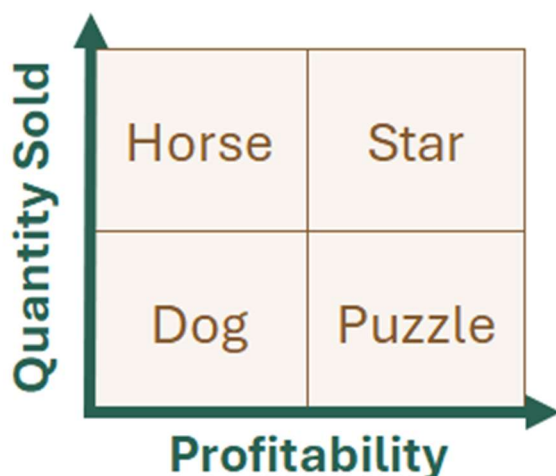 Quantity Sold
Horse
Star
Dog
Puzzle
Profitability